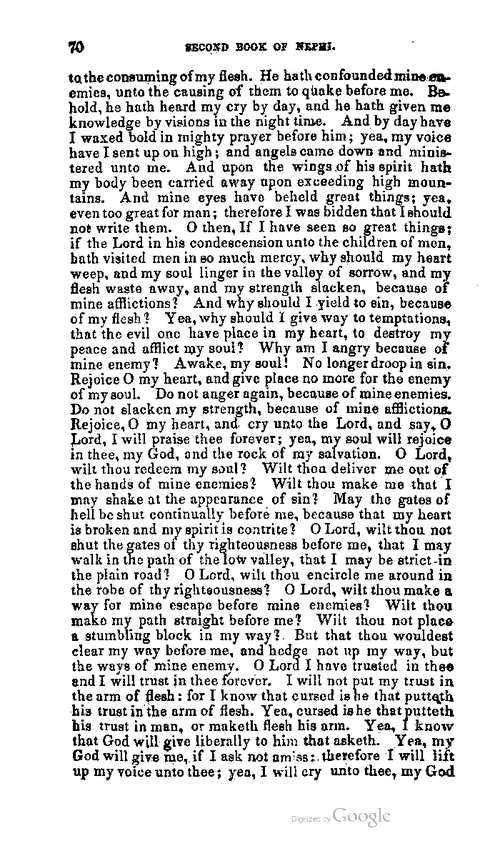 70 SECOND BOOK OF NEPHI.
to the consuming of my flesh. He hath confounded mine en-
emies, unto the causing of them to quake before me. Be-
hold, he hath heard my cry by day, and he hath given me
knowledge by visions in the night time. And by day have
I waxed bold in mighty prayer before him; yea, my voice
have I sent up on high; and angels came down and minis-
tered unto me. And upon the wings of his spirit hath
my body been carried away upon exceeding high moun-
tains. And mine eyes have beheld great things; yea,
even too great for man; therefore I was bidden that I should
not write them. O then, If I have seen so great things;
if the Lord in his condescension unto the children of men,
hath visited men in so much mercy, why should my heart
weep, and my soul linger in the valley of sorrow, and my
flesh waste away, and my strength slacken, because of
mine afflictions? And why should I yield to sin, because
of my flesh? Yea, why should I give way to temptations,
that the evil one have place in my heart, to destroy my
peace and afflict my soul? Why am I angry because of
mine enemy? Awake, my soul! No longer droop in sin.
Rejoice O my heart, and give place no more for the enemy
of my soul. Do not anger again, because of mine enemies.
Do not slacken my strength, because of mine afflictions.
Rejoice, O my heart, and cry unto the Lord, and say, O
Lord, I will praise thee forever; yea, my soul will rejoice
in thee, my God, and the rock of my salvation. O Lord,
wilt thou redeem my soul? Wilt thou deliver me out of
the hands of mine enemies? Wilt thou make me that I
may shake at the appearance of sin? May the gates of
hell be shut continually before me, because that my heart
is broken and my spirit is contrite? O Lord, wilt thou not
shut the gates of thy righteousness before me, that I may
walk in the path of the low valley, that I may be strict in
the plain road? O Lord, wilt thou encircle me around in
the robe of thy righteousness? O Lord, wilt thou make a
way for mine escape before mine enemies? Wilt thou
make my path straight before me? Wilt thou not place
a stumbling block in my way? But that thou wouldest
clear my way before me, and hedge not up my way, but
the ways of mine enemy. O Lord I have trusted in thee
and I will trust in thee forever. I will not put my trust in
the arm of flesh: for I know that cursed is he that putteth
his trust in the arm of flesh. Yea, cursed is he that putteth
his trust in man, or maketh flesh his arm. Yea, I know
that God will give liberally to him that asketh. Yea, my
God will give me, if I ask not amiss: therefore I will lift
up my voice unto thee; yea, I will cry unto thee, my God
Digitized by Google